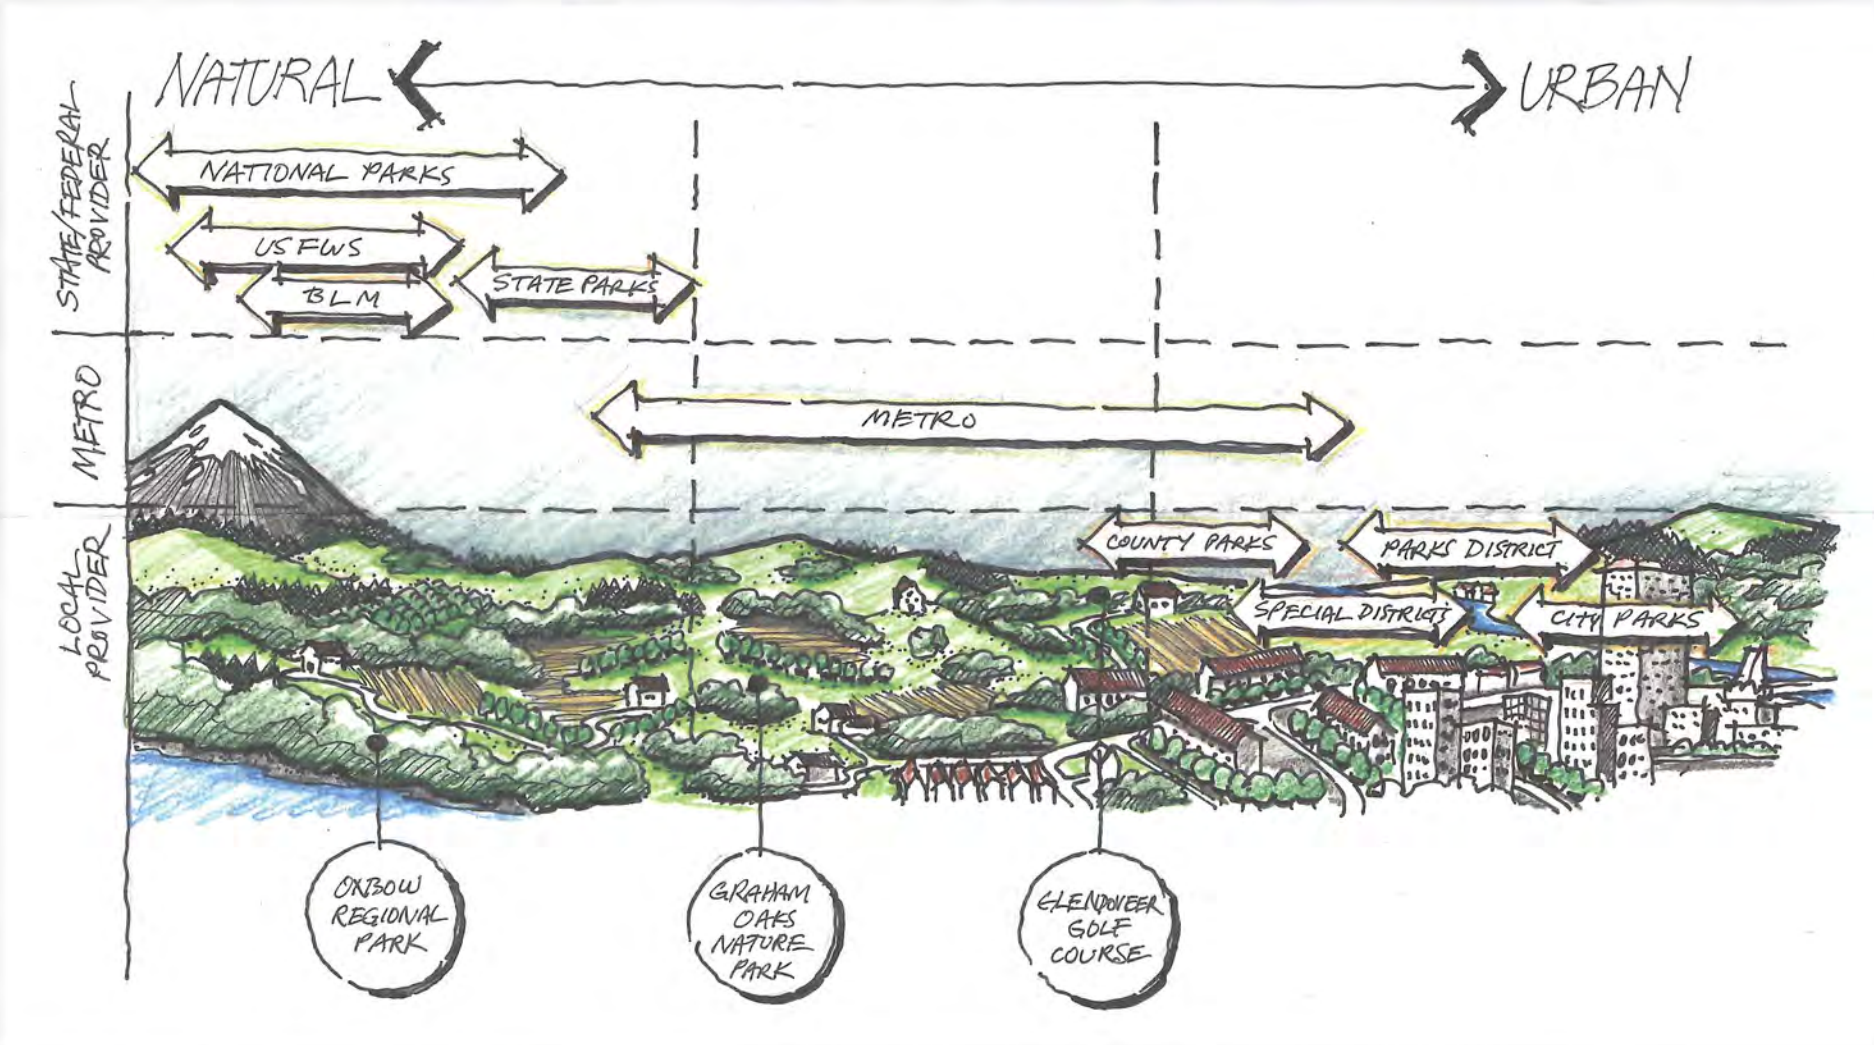 NATURAL
URBAN
STATE/FEDERAL
PROVIDER
NATIONAL PARKS
USFWS
BLM
STATE PARKS
METRO
METRO
LOCAL
PROVIDER
COUNTY PARKS
PARKS DISTRICT
SPECIAL DISTRICTS
CITY PARKS
OXBOW
REGIONAL
PARK
GRAHAM
OAKS
NATURE
PARK
GLENDOVEER
GOLF
COURSE